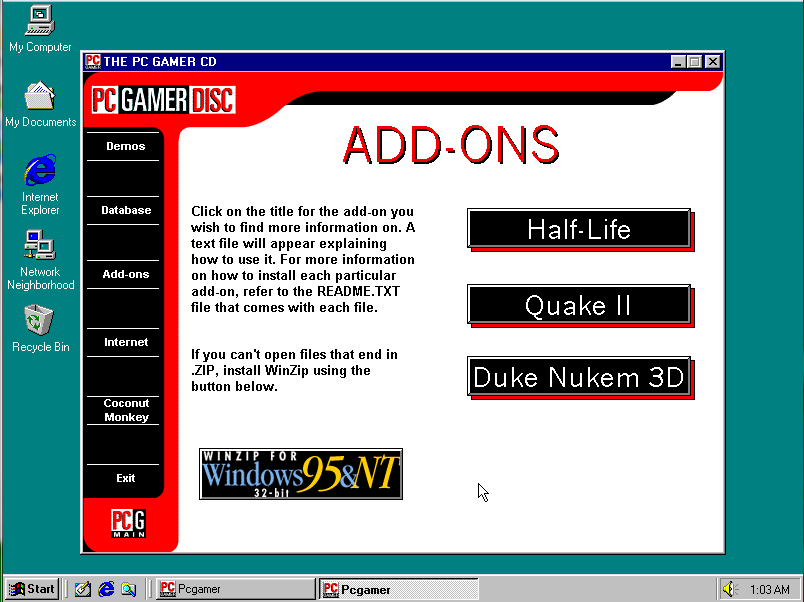 My Computer
My Documents
Internet
Explorer
Network
Neighborhood
Recycle Bin
PC
GAMER
THE PC GAMER CD
PC GAMER DISC
Demos
Database
Add-ons
Internet
Coconut
Monkey
Exit
PCG
MAIN
ADD-ONS
Click on the title for the add-on you
wish to find more information on. A
text file will appear explaining
how to use it. For more information
on how to install each particular
add-on, refer to the README.TXT
file that comes with each file.
If you can't open files that end in
.ZIP, install WinZip using the
button below.
WINZIP FOR
Windows 95 & NT
32-bit
Half-Life
Quake II
Duke Nukem 3D
Start
PC
GAMER
Pcgamer
PC
GAMER
Pcgamer
1:03 AM